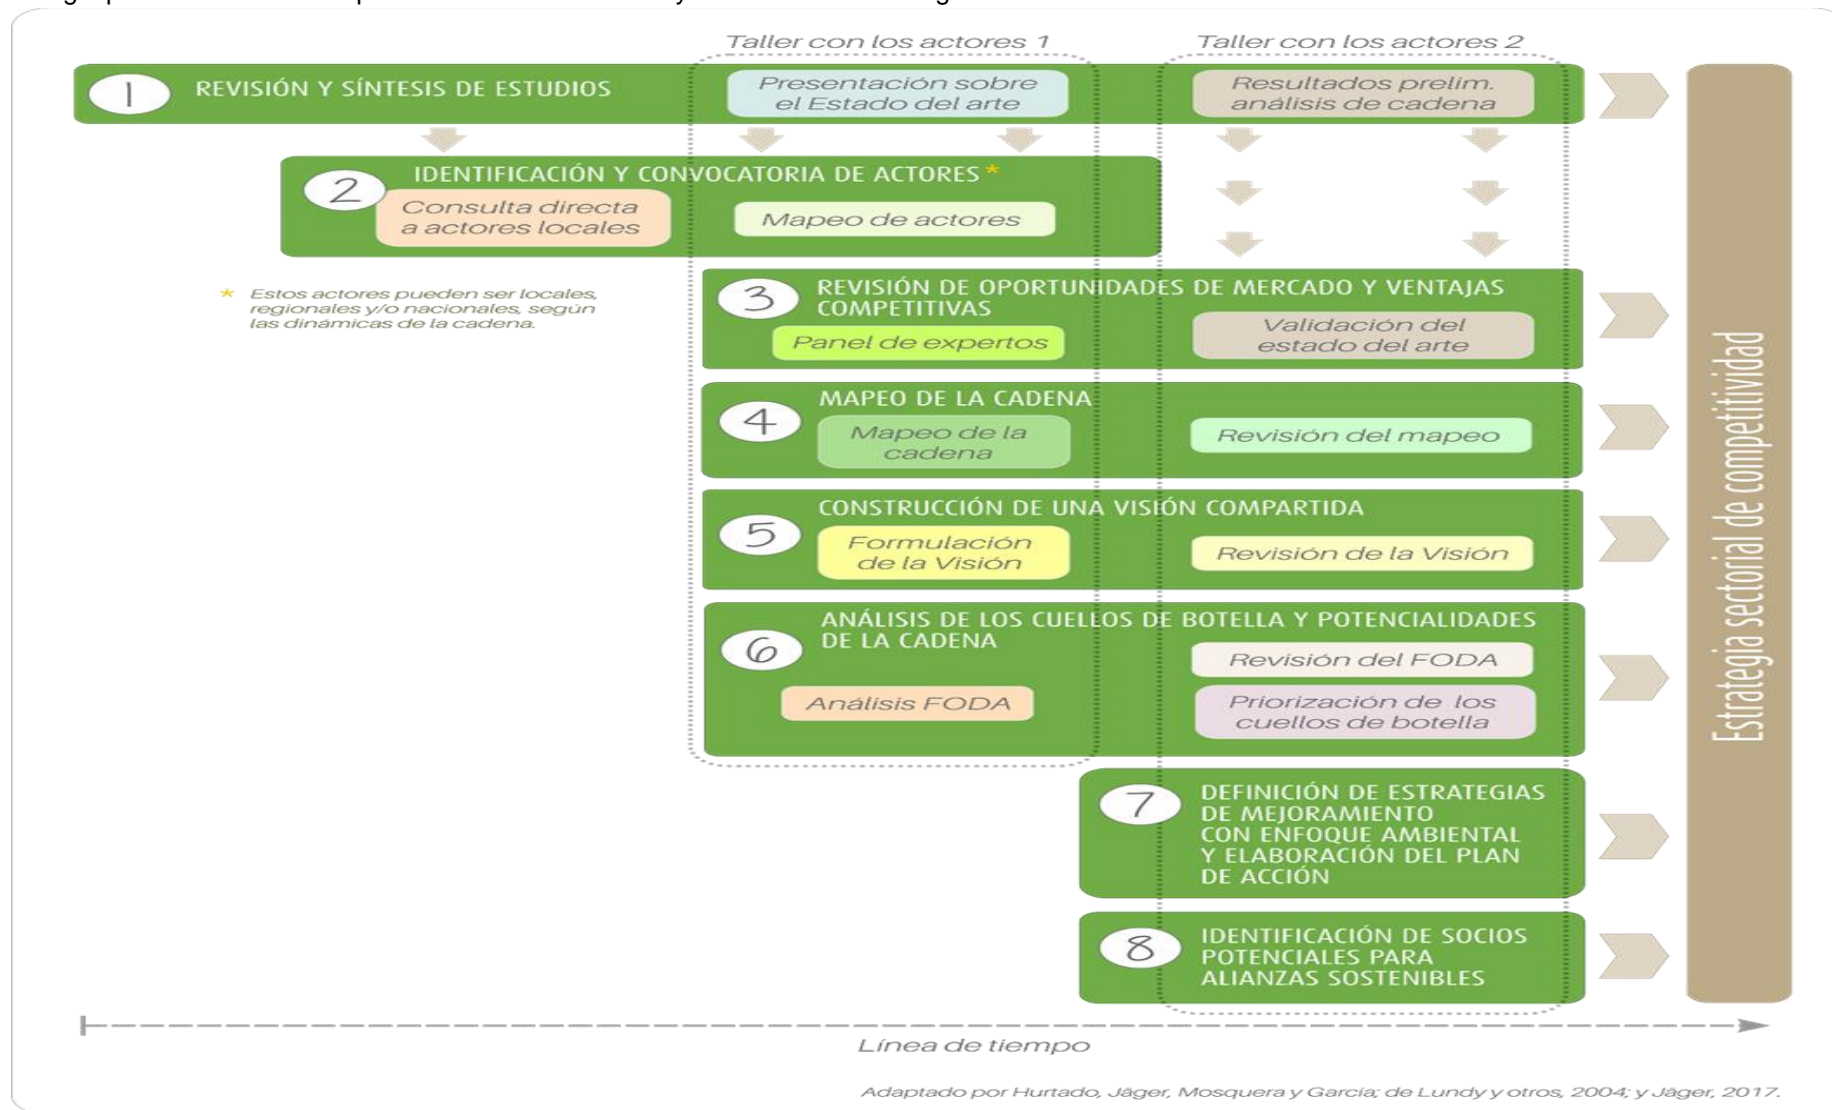 Taller con los actores 1
Taller con los actores 2
1
REVISIÓN Y SÍNTESIS DE ESTUDIOS
Presentación sobre
el Estado del arte
Resultados prelim.
análisis de cadena
2
IDENTIFICACIÓN Y CONVOCATORIA DE ACTORES *
Consulta directa
a actores locales
Mapeo de actores
* Estos actores pueden ser locales,
regionales y/o nacionales, según
las dinámicas de la cadena.
3
REVISIÓN DE OPORTUNIDADES DE MERCADO Y VENTAJAS
COMPETITIVAS
Panel de expertos
Validación del
estado del arte
4
MAPEO DE LA CADENA
Mapeo de la
cadena
Revisión del mapeo
5
CONSTRUCCIÓN DE UNA VISIÓN COMPARTIDA
Formulación
de la Visión
Revisión de la Visión
6
ANÁLISIS DE LOS CUELLOS DE BOTELLA Y POTENCIALIDADES
DE LA CADENA
Análisis FODA
Revisión del FODA
Priorización de los
cuellos de botella
7
DEFINICIÓN DE ESTRATEGIAS
DE MEJORAMIENTO
CON ENFOQUE AMBIENTAL
Y ELABORACIÓN DEL PLAN
DE ACCIÓN
8
IDENTIFICACIÓN DE SOCIOS
POTENCIALES PARA
ALIANZAS SOSTENIBLES
Estrategia sectorial de competitividad
Línea de tiempo
Adaptado por Hurtado, Jäger, Mosquera y García; de Lundy y otros, 2004; y Jäger, 2017.